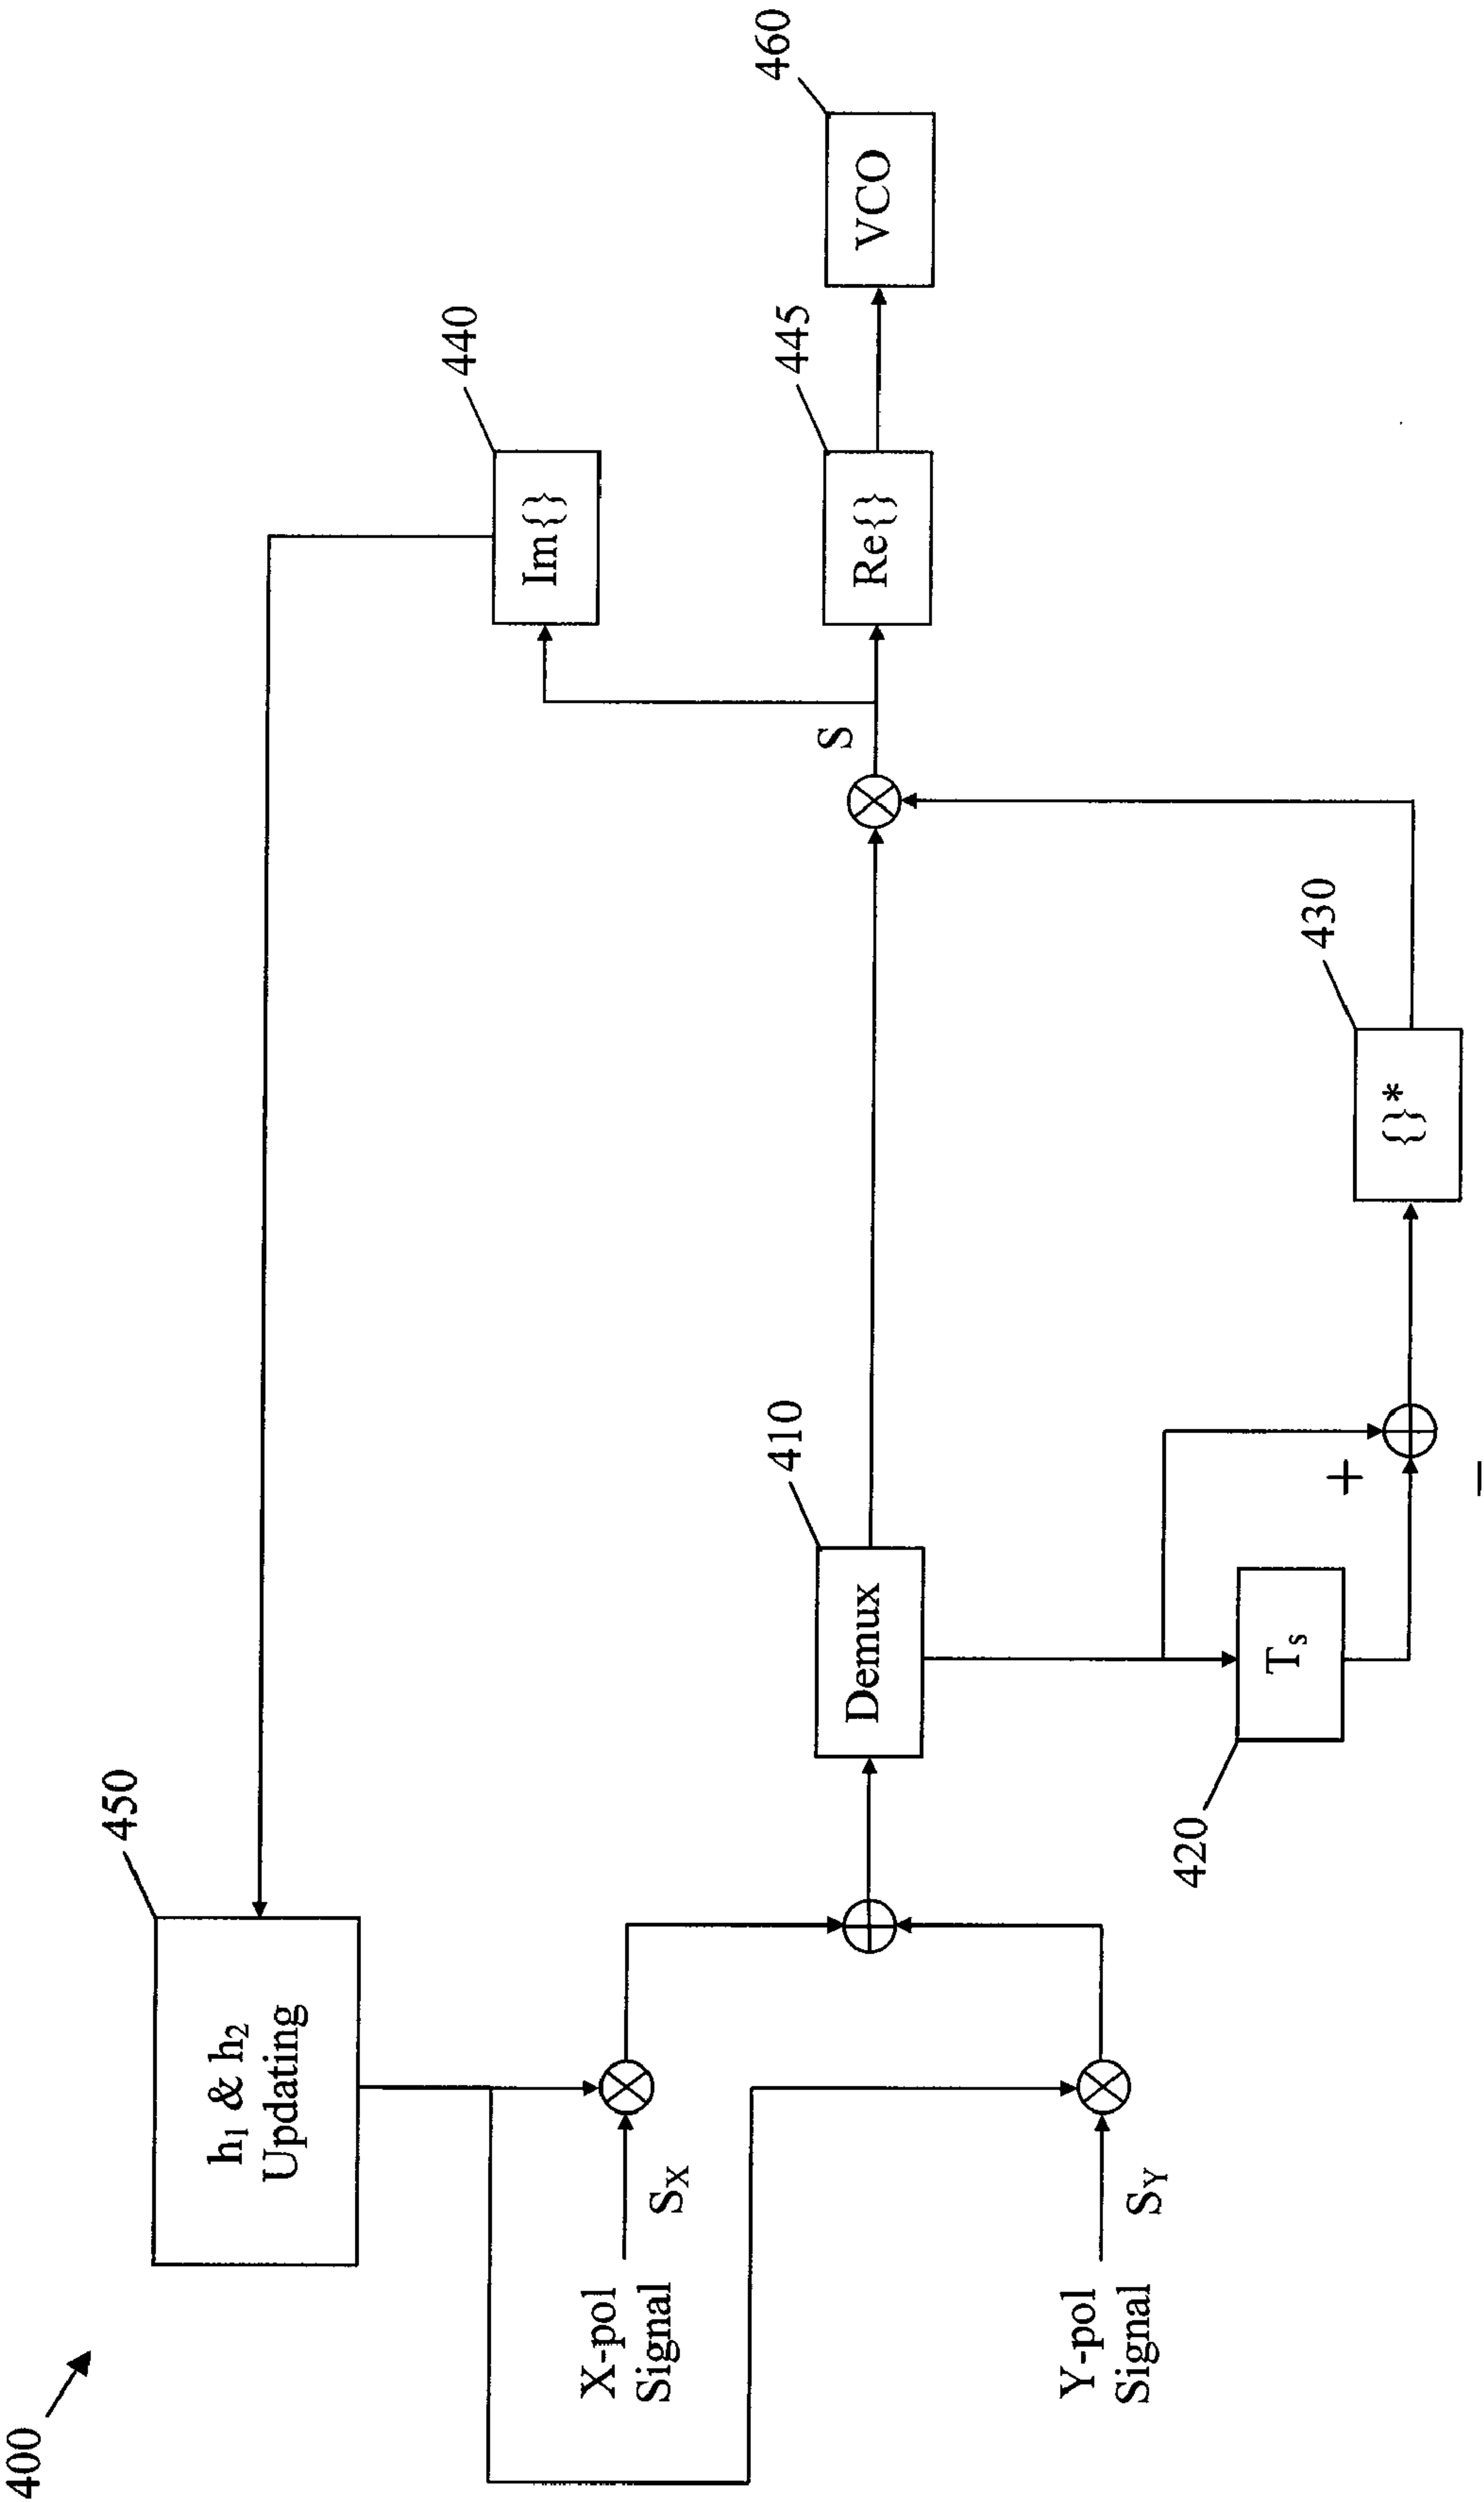 400
450
h₁ & h₂
Updating
440
Im{}
X-pol
Signal
Sₓ
410
Demux
S
445
Re{}
460
VCO
Y-pol
Signal
S_Y
420
Tₛ
+
−
430
{}*